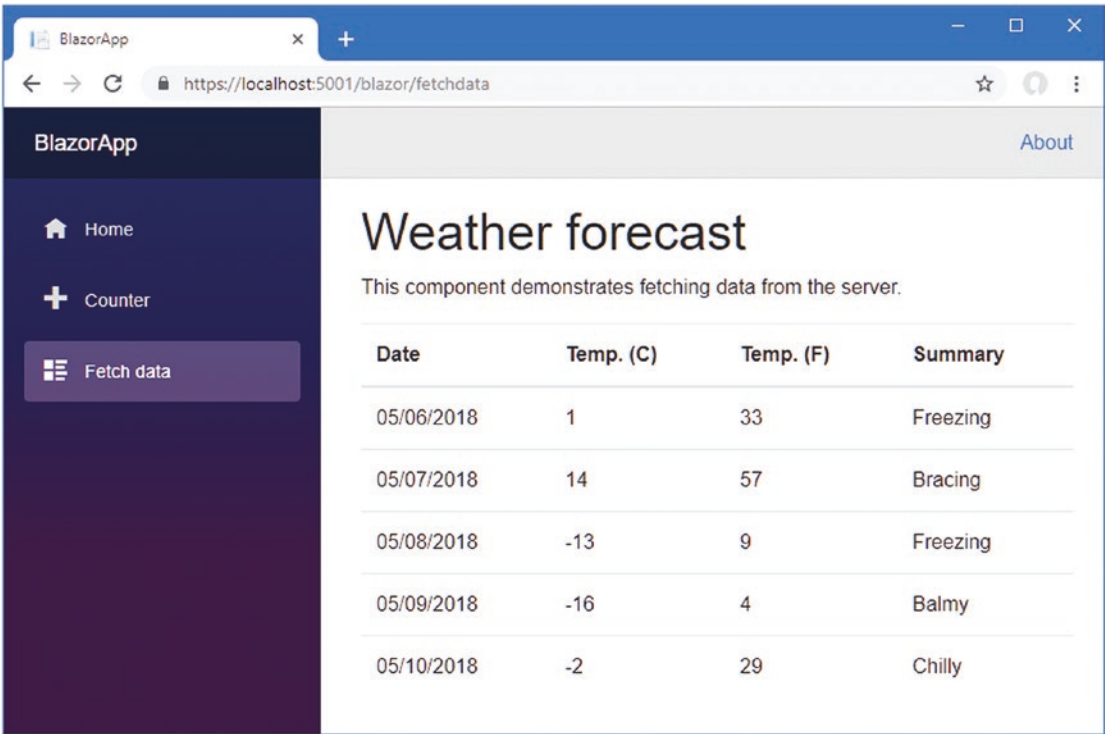 BlazorApp
https://localhost:5001/blazor/fetchdata
BlazorApp
About
Home
Counter
Fetch data
Weather forecast
This component demonstrates fetching data from the server.
Date Temp. (C) Temp. (F) Summary
05/06/2018 1 33 Freezing
05/07/2018 14 57 Bracing
05/08/2018 -13 9 Freezing
05/09/2018 -16 4 Balmy
05/10/2018 -2 29 Chilly